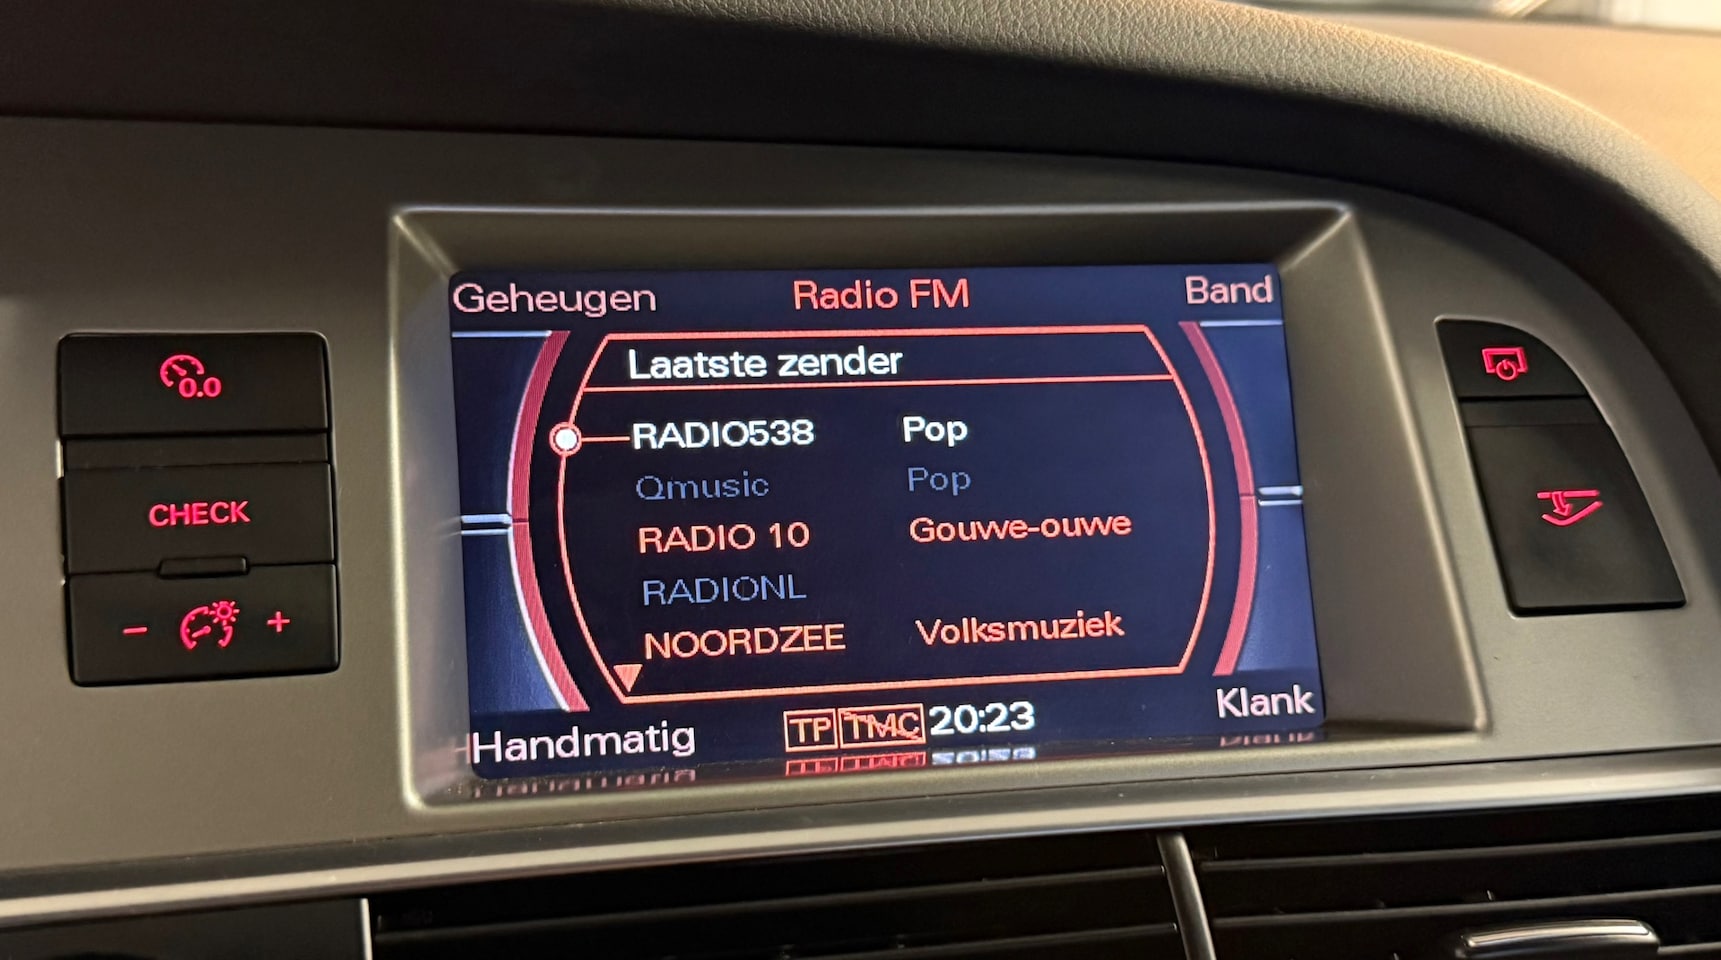 Geheugen Radio FM Band
Laatste zender
RADIO538 Pop
Qmusic Pop
RADIO 10 Gouwe-ouwe
RADIONL
NOORDZEE Volksmuziek
Handmatig TP TMC 20:23 Klank
0.0
CHECK
- +